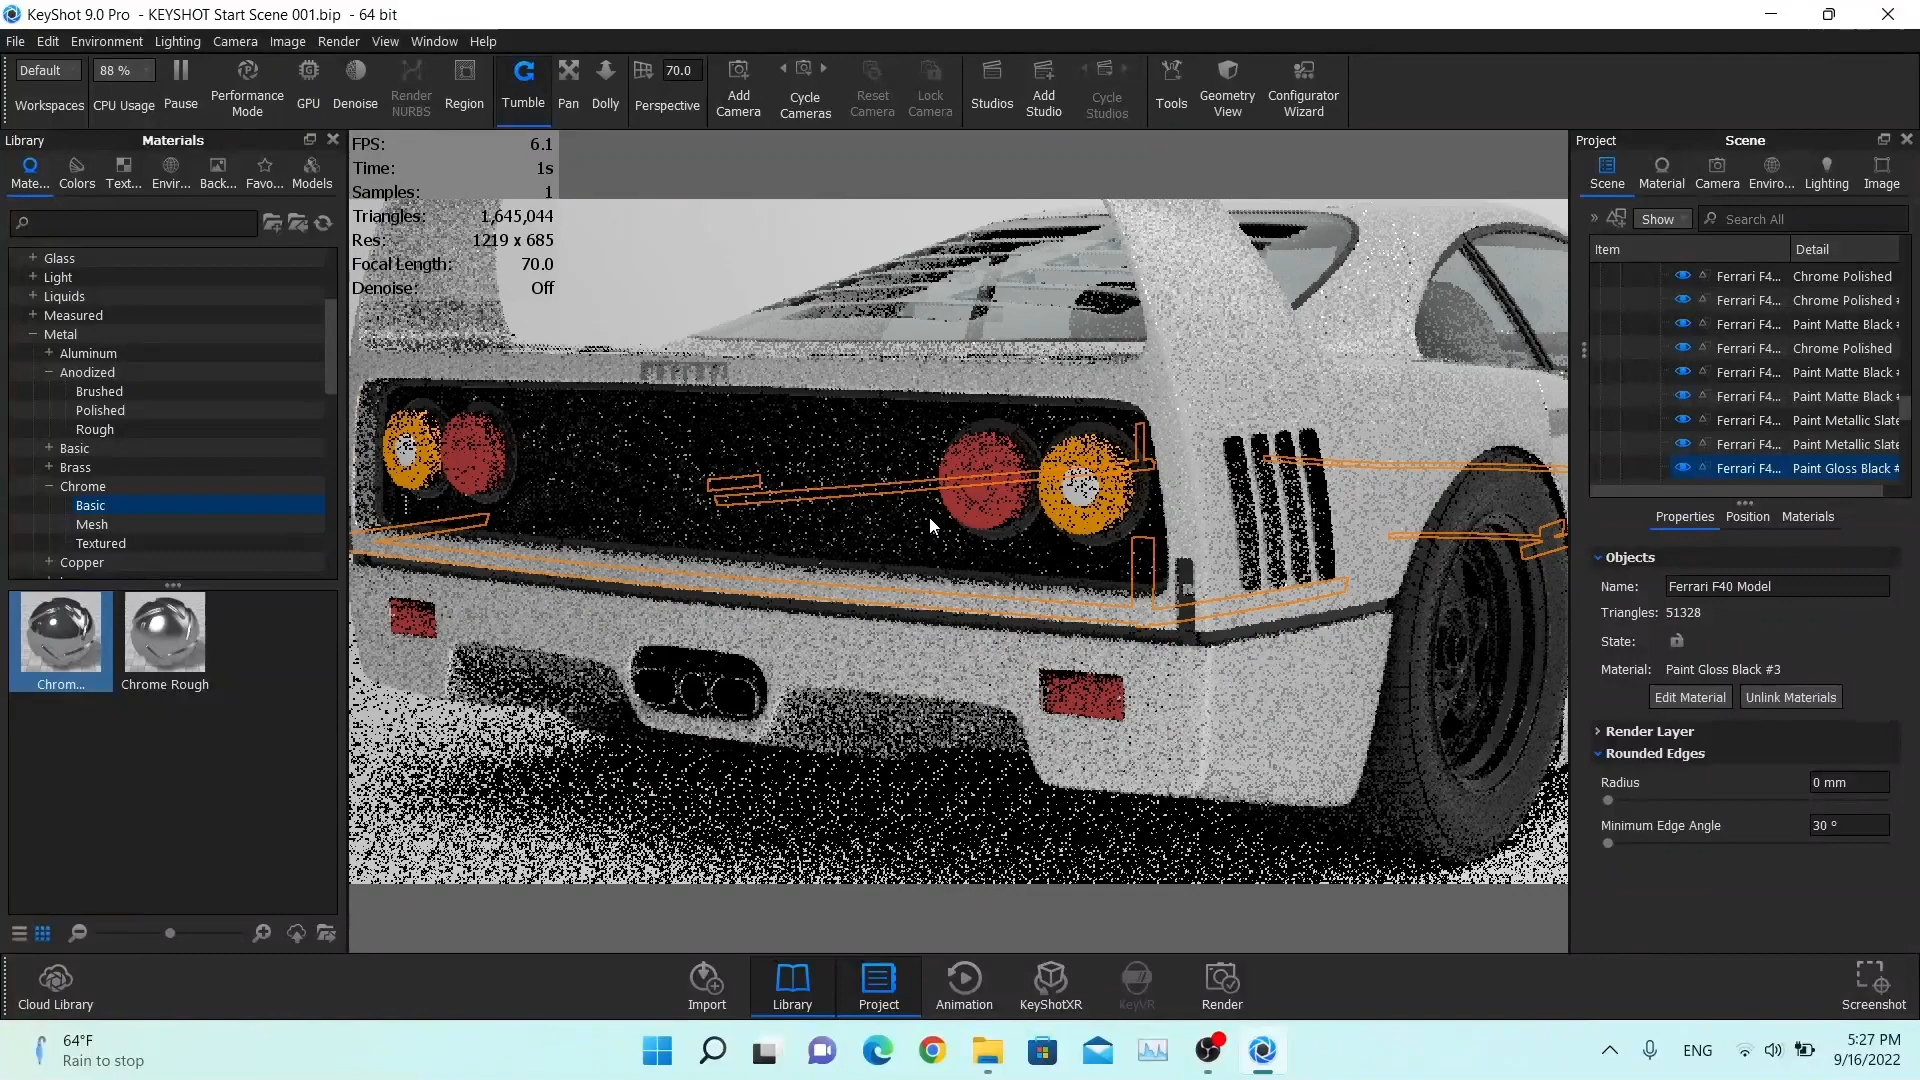 KeyShot 9.0 Pro  - KEYSHOT Start Scene 001.bip  - 64 bit
File Edit Environment Lighting Camera Image Render View Window Help
Default
88 %
70.0
Workspaces
CPU Usage
Pause
Performance
Mode
GPU
Denoise
Render
NURBS
Region
Tumble
Pan
Dolly
Perspective
Add
Camera
Cycle
Cameras
Reset
Camera
Lock
Camera
Studios
Add
Studio
Cycle
Studios
Tools
Geometry
View
Configurator
Wizard
Library
Materials
Mate... Colors Text... Envir... Back... Favo... Models
Glass
Light
Liquids
Measured
Metal
Aluminum
Anodized
Brushed
Polished
Rough
Basic
Brass
Chrome
Basic
Mesh
Textured
Copper
Chrom...
Chrome Rough
FPS: 6.1
Time: 1s
Samples: 1
Triangles: 1,645,044
Res: 1219 x 685
Focal Length: 70.0
Denoise: Off
Project
Scene
Scene Material Camera Enviro... Lighting Image
Show
Search All
Item
Detail
Ferrari F4... Chrome Polished
Ferrari F4... Chrome Polished #
Ferrari F4... Paint Matte Black #
Ferrari F4... Chrome Polished
Ferrari F4... Paint Matte Black #
Ferrari F4... Paint Matte Black #
Ferrari F4... Paint Metallic Slate
Ferrari F4... Paint Metallic Slate
Ferrari F4... Paint Gloss Black #
Properties Position Materials
Objects
Name: Ferrari F40 Model
Triangles: 51328
State:
Material: Paint Gloss Black #3
Edit Material
Unlink Materials
Render Layer
Rounded Edges
Radius
0 mm
Minimum Edge Angle
30 °
Cloud Library
Import
Library
Project
Animation
KeyShotXR
KeyVR
Render
Screenshot
64°F
Rain to stop
ENG
5:27 PM
9/16/2022